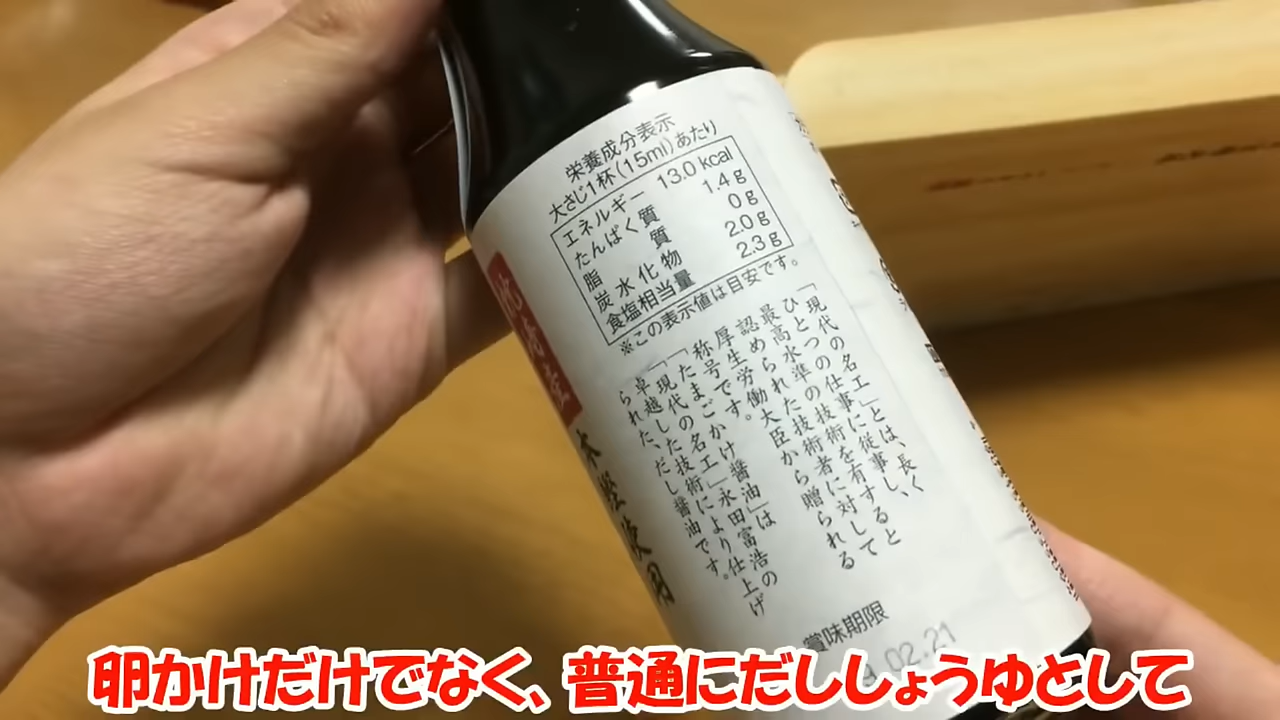 栄養成分表示
大さじ1杯(15ml)あたり
エネルギー 13.0 kcal
たんぱく質 1.4 g
脂質 0 g
炭水化物 2.0 g
食塩相当量 2.3 g
※この表示値は目安です。
「現代の名工」とは、長く
ひとつの仕事に従事し、
最高水準の技術を有すると
認められた技術者に対して
厚生労働大臣から贈られる
称号です。
「たまごかけ醤油」は
「現代の名工」永田富浩の
卓越した技術により仕上げ
られた、だし醤油です。
本鰹使用
賞味期限
02.21
卵かけだけでなく、普通にだししょうゆとして